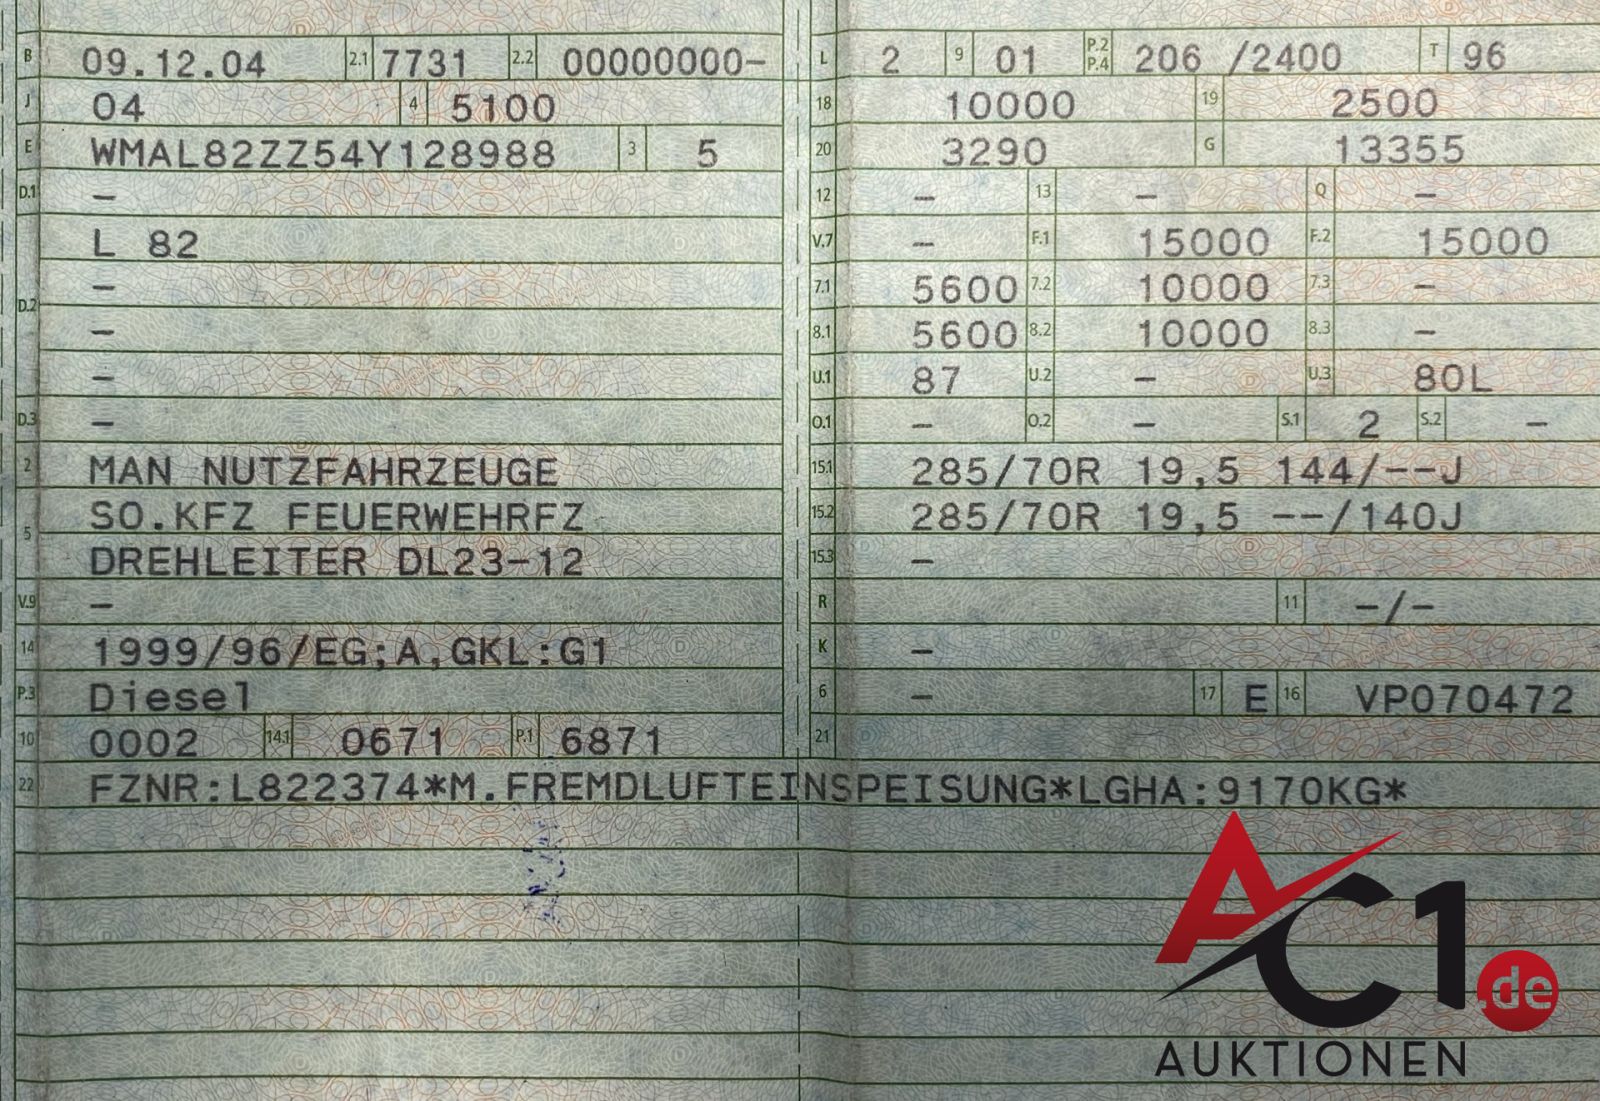 B 09.12.04 2.1 7731 2.2 00000000-
J 04 4 5100
E WMAL82ZZ54Y128988 3 5
D.1 -
L 82
D.2 -
-
-
D.3 -
2 MAN NUTZFAHRZEUGE
5 SO.KFZ FEUERWEHRFZ
DREHLEITER DL23-12
V.9 -
14 1999/96/EG;A,GKL:G1
P.3 Diesel
10 0002 14.1 0671 P.1 6871
L 2 9 01 P.2 P.4 206 /2400 T 96
18 10000 19 2500
20 3290 G 13355
12 - 13 - Q -
V.7 - F.1 15000 F.2 15000
7.1 5600 7.2 10000 7.3 -
8.1 5600 8.2 10000 8.3 -
U.1 87 U.2 - U.3 80L
O.1 - O.2 - S.1 2 S.2 -
15.1 285/70R 19,5 144/--J
15.2 285/70R 19,5 --/140J
15.3 -
R 11 -/-
K -
6 - 17 E 16 VP070472
21
22 FZNR:L822374*M.FREMDLUFTEINSPEISUNG*LGHA:9170KG*
AC1.de
AUKTIONEN